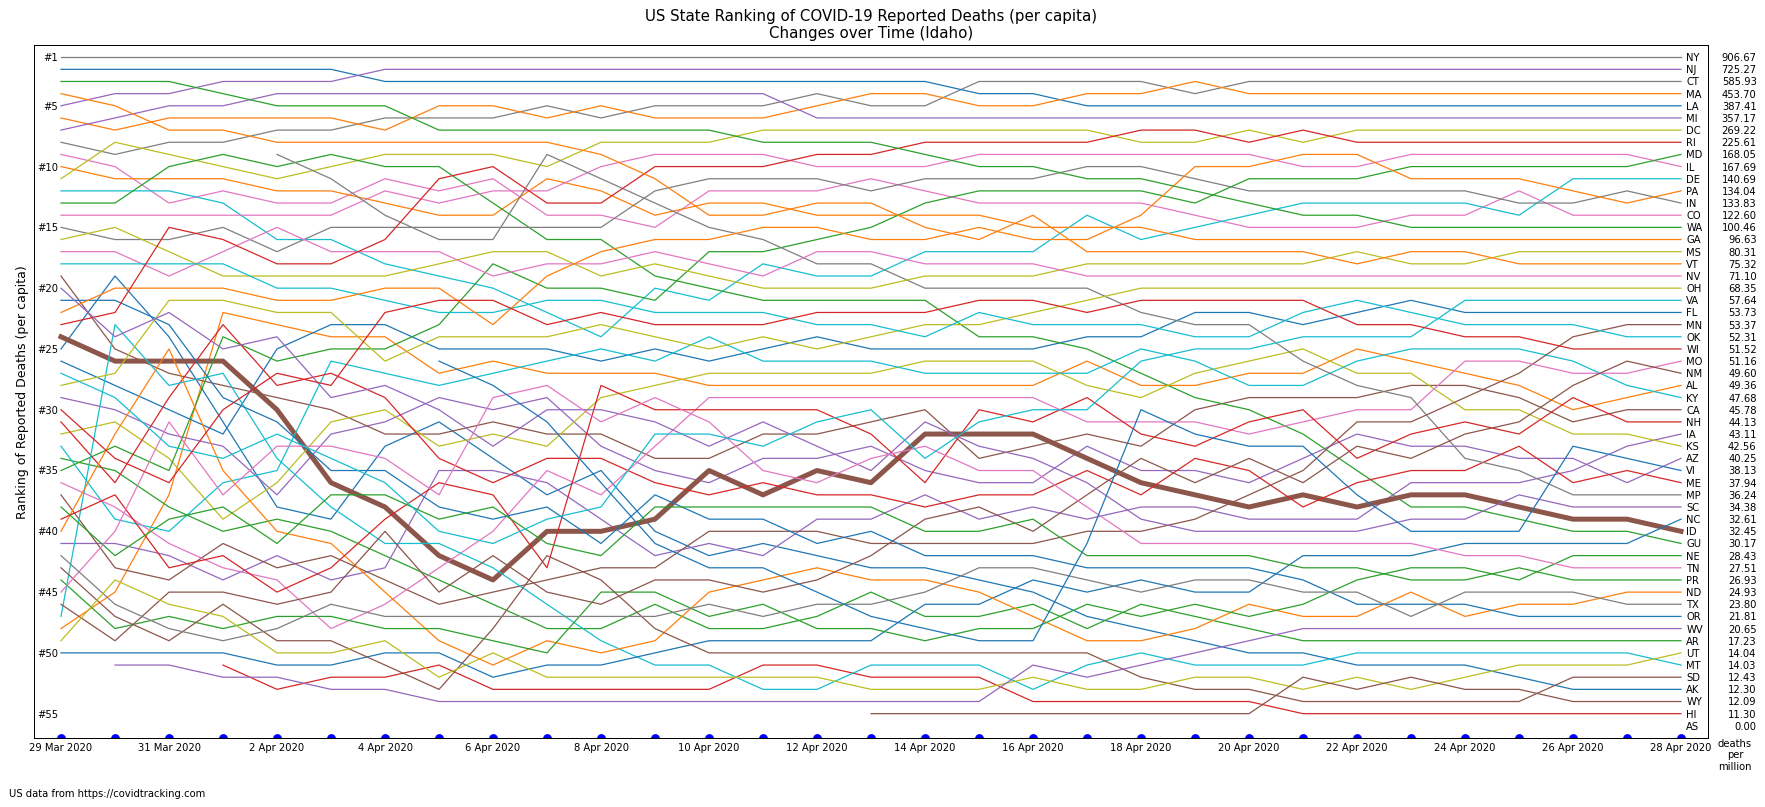 US State Ranking of COVID-19 Reported Deaths (per capita)
Changes over Time (Idaho)
Ranking of Reported Deaths (per capita)
#1
#5
#10
#15
#20
#25
#30
#35
#40
#45
#50
#55
NY 906.67
NJ 725.27
CT 585.93
MA 453.70
LA 387.41
MI 357.17
DC 269.22
RI 225.61
MD 168.05
IL 167.69
DE 140.69
PA 134.04
IN 133.83
CO 122.60
WA 100.46
GA 96.63
MS 80.31
VT 75.32
NV 71.10
OH 68.35
VA 57.64
FL 53.73
MN 53.37
OK 52.31
WI 51.52
MO 51.16
NM 49.60
AL 49.36
KY 47.68
CA 45.78
NH 44.13
IA 43.11
KS 42.56
AZ 40.25
VI 38.13
ME 37.94
MP 36.24
SC 34.38
NC 32.61
ID 32.45
GU 30.17
NE 28.43
TN 27.51
PR 26.93
ND 24.93
TX 23.80
OR 21.81
WV 20.65
AR 17.23
UT 14.04
MT 14.03
SD 12.43
AK 12.30
WY 12.09
HI 11.30
AS 0.00
29 Mar 2020 31 Mar 2020 2 Apr 2020 4 Apr 2020 6 Apr 2020 8 Apr 2020 10 Apr 2020 12 Apr 2020 14 Apr 2020 16 Apr 2020 18 Apr 2020 20 Apr 2020 22 Apr 2020 24 Apr 2020 26 Apr 2020 28 Apr 2020
deaths
per
million
US data from https://covidtracking.com